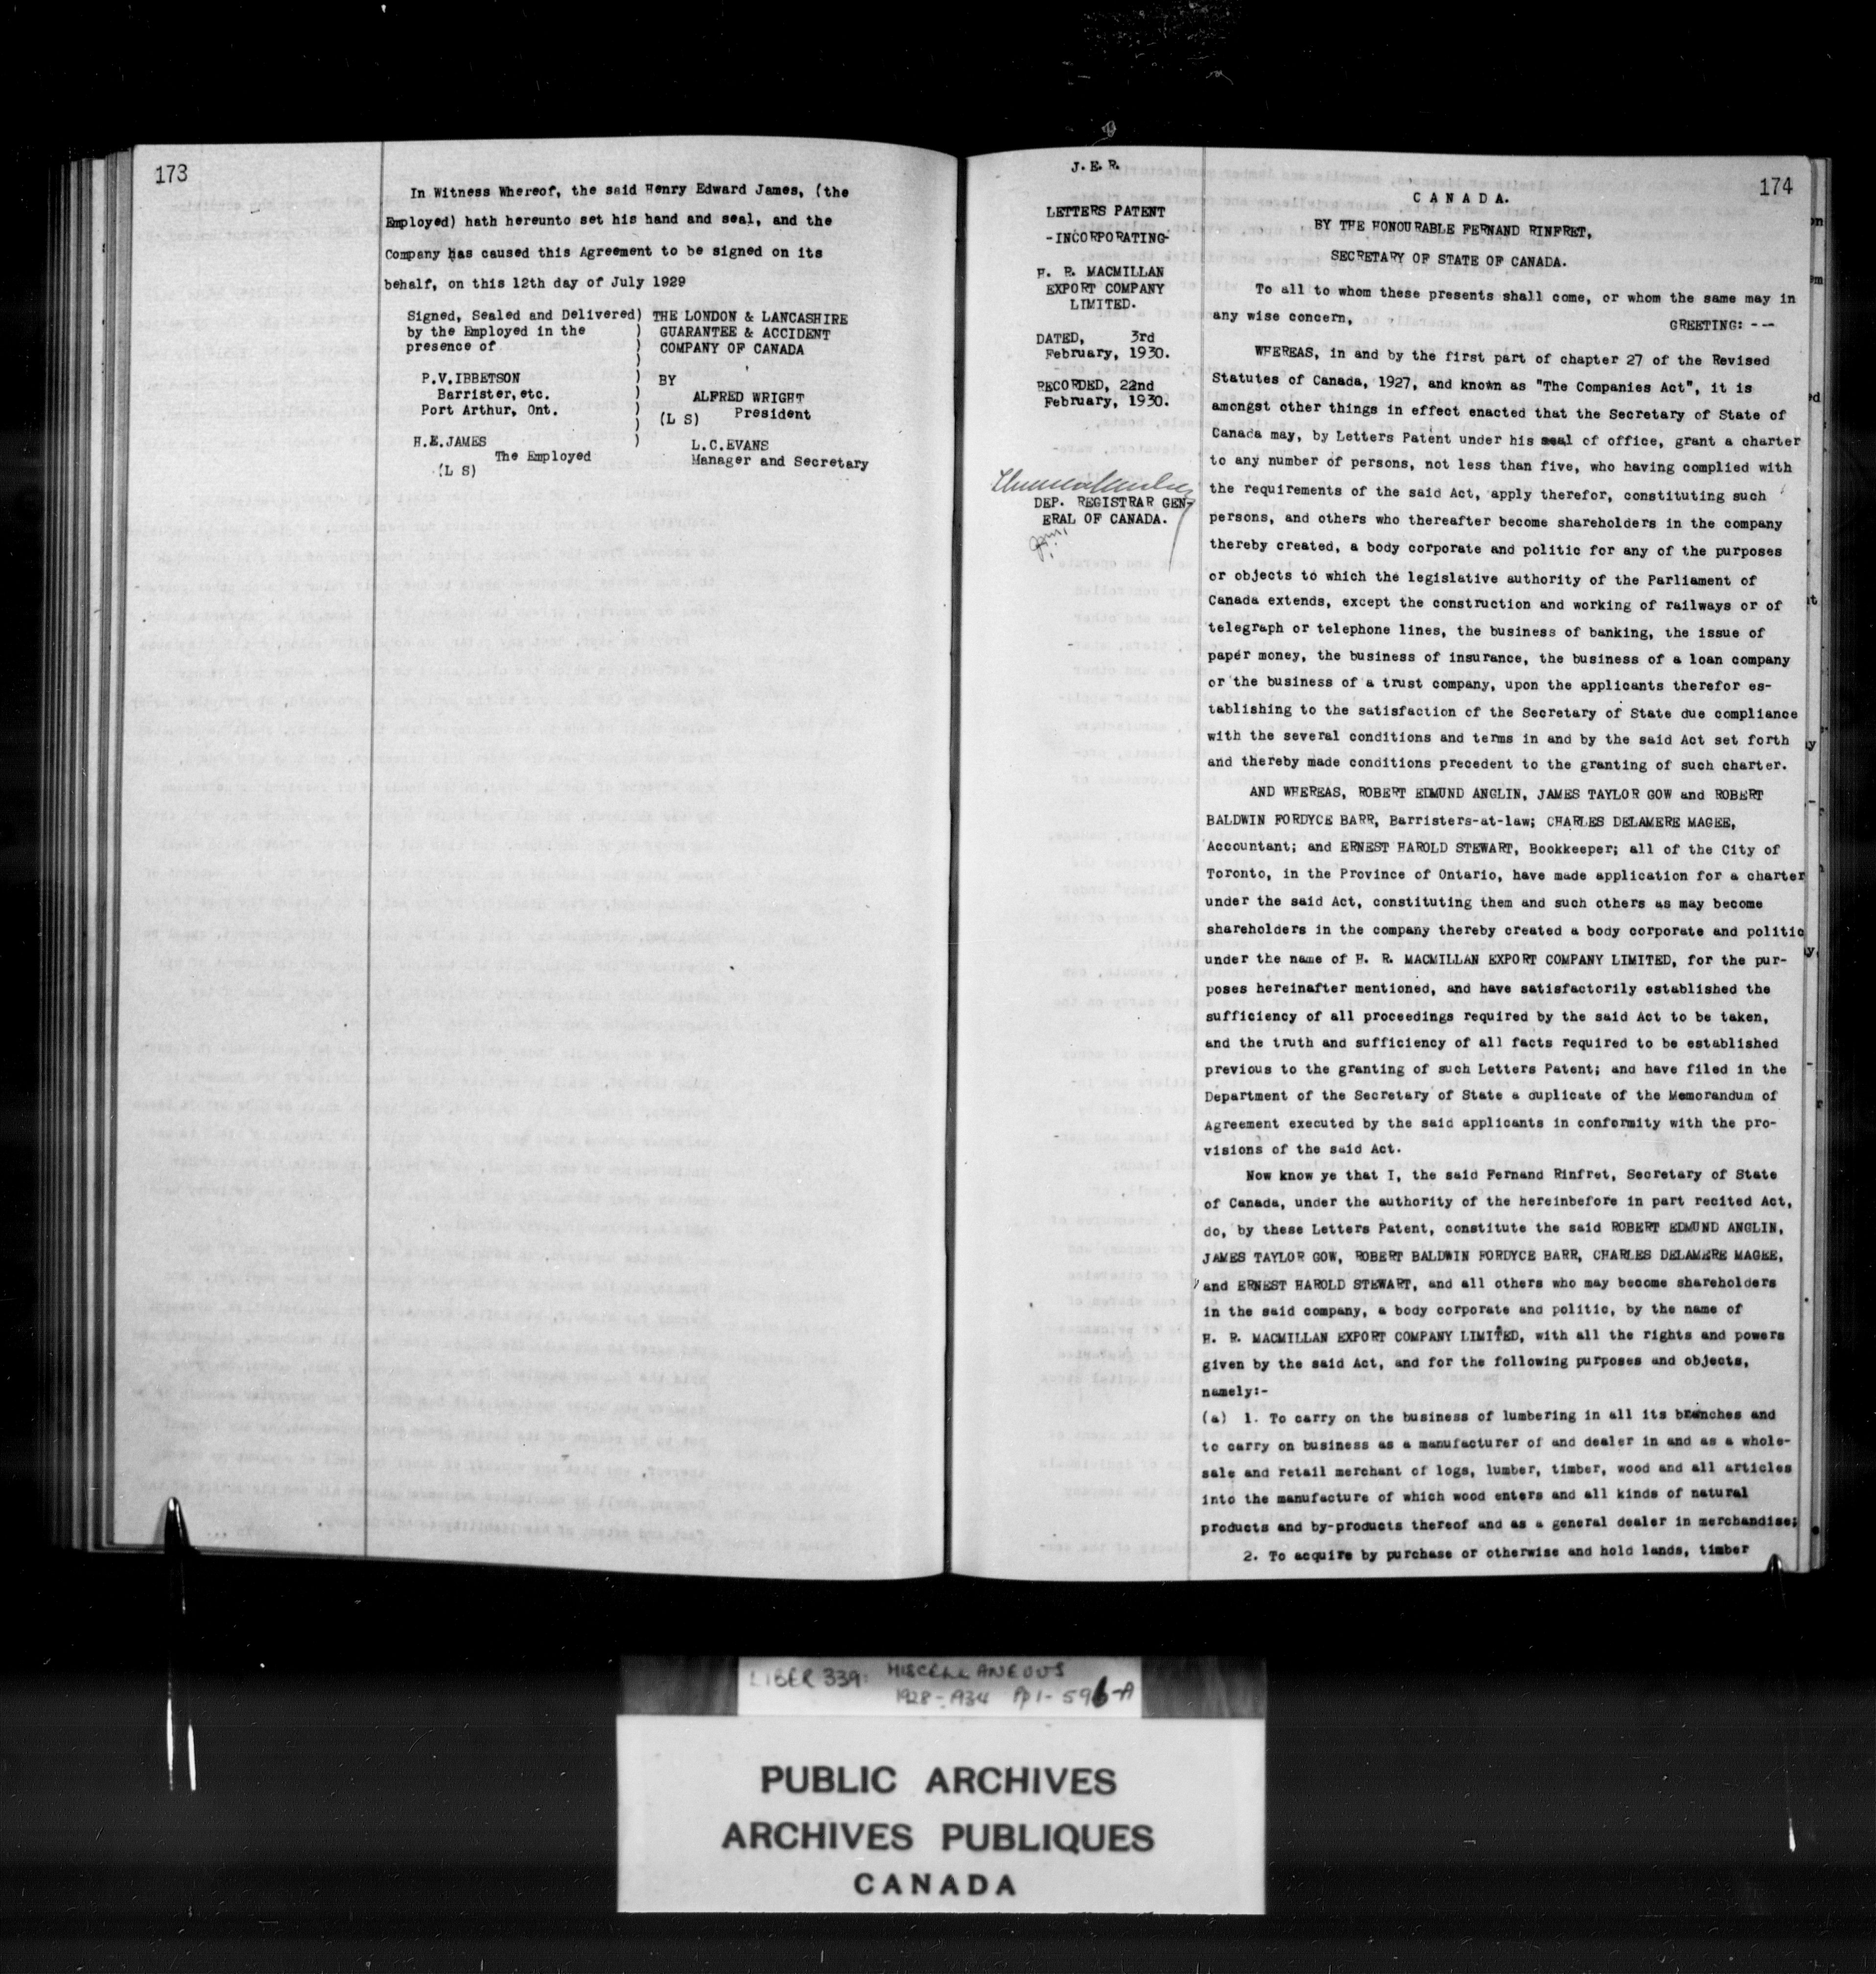 173
In Witness Whereof, the said Henry Edward James, (the
Employed) hath hereunto set his hand and seal, and the
Company has caused this Agreement to be signed on its
behalf, on this 12th day of July 1929
Signed, Sealed and Delivered) THE LONDON & LANCASHIRE
by the Employed in the ) GUARANTEE & ACCIDENT
presence of ) COMPANY OF CANADA
)
P.V.IBBETSON ) BY
Barrister,etc. ) ALFRED WRIGHT
Port Arthur, Ont. ) (L S) President
)
H.E.JAMES ) L.C.EVANS
The Employed Manager and Secretary
(L S)
J.E.R.
LETTERS PATENT
-INCORPORATING-
H. R. MACMILLAN
EXPORT COMPANY
LIMITED.
DATED, 3rd
February, 1930.
RECORDED, 22nd
February, 1930.
DEP. REGISTRAR GEN-
ERAL OF CANADA.
174
CANADA.
BY THE HONOURABLE FERNAND RINFRET,
SECRETARY OF STATE OF CANADA.
To all to whom these presents shall come, or whom the same may in
any wise concern, GREETING: ---
WHEREAS, in and by the first part of chapter 27 of the Revised
Statutes of Canada, 1927, and known as "The Companies Act", it is
amongst other things in effect enacted that the Secretary of State of
Canada may, by Letters Patent under his seal of office, grant a charter
to any number of persons, not less than five, who having complied with
the requirements of the said Act, apply therefor, constituting such
persons, and others who thereafter become shareholders in the company
thereby created, a body corporate and politic for any of the purposes
or objects to which the legislative authority of the Parliament of
Canada extends, except the construction and working of railways or of
telegraph or telephone lines, the business of banking, the issue of
paper money, the business of insurance, the business of a loan company
or the business of a trust company, upon the applicants therefor es-
tablishing to the satisfaction of the Secretary of State due compliance
with the several conditions and terms in and by the said Act set forth
and thereby made conditions precedent to the granting of such charter.
AND WHEREAS, ROBERT EDMUND ANGLIN, JAMES TAYLOR GOW and ROBERT
BALDWIN FORDYCE BARR, Barristers-at-law; CHARLES DELAMERE MAGEE,
Accountant; and ERNEST HAROLD STEWART, Bookkeeper; all of the City of
Toronto, in the Province of Ontario, have made application for a charter
under the said Act, constituting them and such others as may become
shareholders in the company thereby created a body corporate and politic
under the name of H. R. MACMILLAN EXPORT COMPANY LIMITED, for the pur-
poses hereinafter mentioned, and have satisfactorily established the
sufficiency of all proceedings required by the said Act to be taken,
and the truth and sufficiency of all facts required to be established
previous to the granting of such Letters Patent; and have filed in the
Department of the Secretary of State a duplicate of the Memorandum of
Agreement executed by the said applicants in conformity with the pro-
visions of the said Act.
Now know ye that I, the said Fernand Rinfret, Secretary of State
of Canada, under the authority of the hereinbefore in part recited Act,
do, by these Letters Patent, constitute the said ROBERT EDMUND ANGLIN,
JAMES TAYLOR GOW, ROBERT BALDWIN FORDYCE BARR, CHARLES DELAMERE MAGEE,
and ERNEST HAROLD STEWART, and all others who may become shareholders
in the said company, a body corporate and politic, by the name of
H. R. MACMILLAN EXPORT COMPANY LIMITED, with all the rights and powers
given by the said Act, and for the following purposes and objects,
namely:-
(a) 1. To carry on the business of lumbering in all its branches and
to carry on business as a manufacturer of and dealer in and as a whole-
sale and retail merchant of logs, lumber, timber, wood and all articles
into the manufacture of which wood enters and all kinds of natural
products and by-products thereof and as a general dealer in merchandise;
2. To acquire by purchase or otherwise and hold lands, timber
LIBER 339: MISCELLANEOUS
1928-1934 pp 1-596-A
PUBLIC ARCHIVES
ARCHIVES PUBLIQUES
CANADA